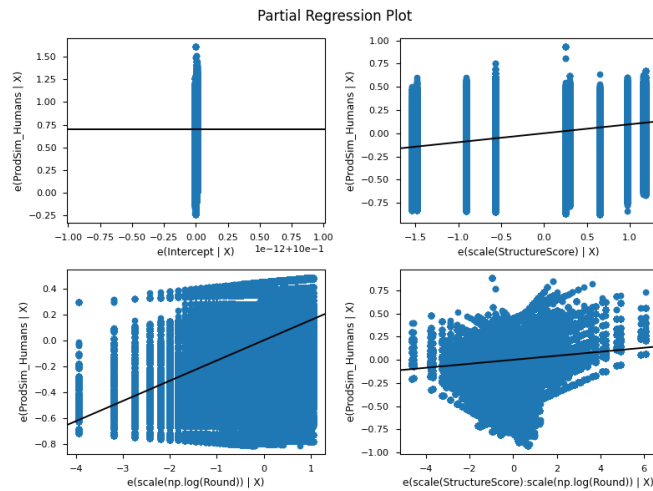 Partial Regression Plot
e(ProdSim_Humans | X)
1.50
1.25
1.00
0.75
0.50
0.25
0.00
−0.25
−1.00 −0.75 −0.50 −0.25 0.00 0.25 0.50 0.75 1.00
e(Intercept | X)
1e−12+10e−1
e(ProdSim_Humans | X)
1.00
0.75
0.50
0.25
0.00
−0.25
−0.50
−0.75
−1.00
−1.5 −1.0 −0.5 0.0 0.5 1.0
e(scale(StructureScore) | X)
e(ProdSim_Humans | X)
0.4
0.2
0.0
−0.2
−0.4
−0.6
−0.8
−4 −3 −2 −1 0 1
e(scale(np.log(Round)) | X)
e(ProdSim_Humans | X)
0.75
0.50
0.25
0.00
−0.25
−0.50
−0.75
−1.00
−4 −2 0 2 4 6
e(scale(StructureScore):scale(np.log(Round)) | X)